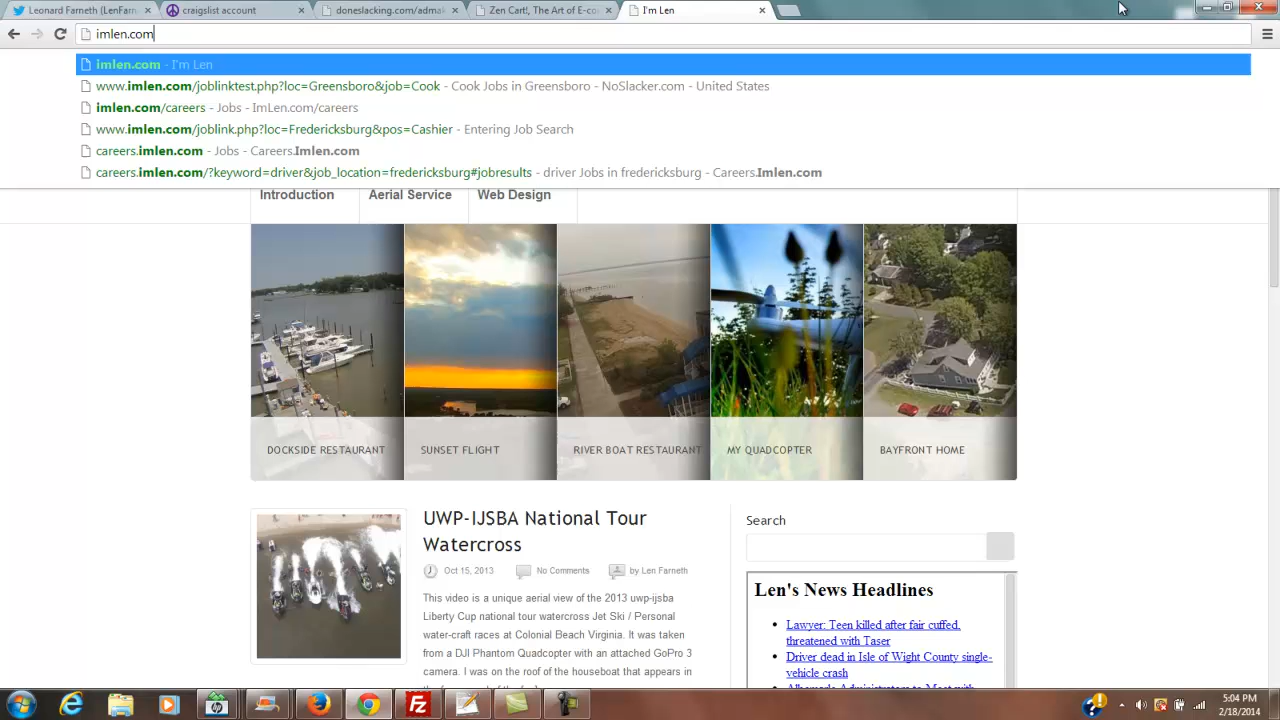 Leonard Farneth (LenFarn
craigslist account
doneslacking.com/admak
Zen Cart!, The Art of E-co
I'm Len
imlen.com
imlen.com - I'm Len
www.imlen.com/joblinktest.php?loc=Greensboro&job=Cook - Cook Jobs in Greensboro - NoSlacker.com - United States
imlen.com/careers - Jobs - ImLen.com/careers
www.imlen.com/joblink.php?loc=Fredericksburg&pos=Cashier - Entering Job Search
careers.imlen.com - Jobs - Careers.Imlen.com
careers.imlen.com/?keyword=driver&job_location=fredericksburg#jobresults - driver Jobs in fredericksburg - Careers.Imlen.com
Introduction
Aerial Service
Web Design
DOCKSIDE RESTAURANT
SUNSET FLIGHT
RIVER BOAT RESTAURANT
MY QUADCOPTER
BAYFRONT HOME
UWP-IJSBA National Tour
Watercross
Oct 15, 2013
No Comments
by Len Farneth
This video is a unique aerial view of the 2013 uwp-ijsba
Liberty Cup national tour watercross Jet Ski / Personal
water-craft races at Colonial Beach Virginia. It was taken
from a DJI Phantom Quadcopter with an attached GoPro 3
camera. I was on the roof of the houseboat that appears in
Search
Len's News Headlines
Lawyer: Teen killed after fair cuffed,
threatened with Taser
Driver dead in Isle of Wight County single-
vehicle crash
Albemarle Administrators to Meet with
5:04 PM
2/18/2014